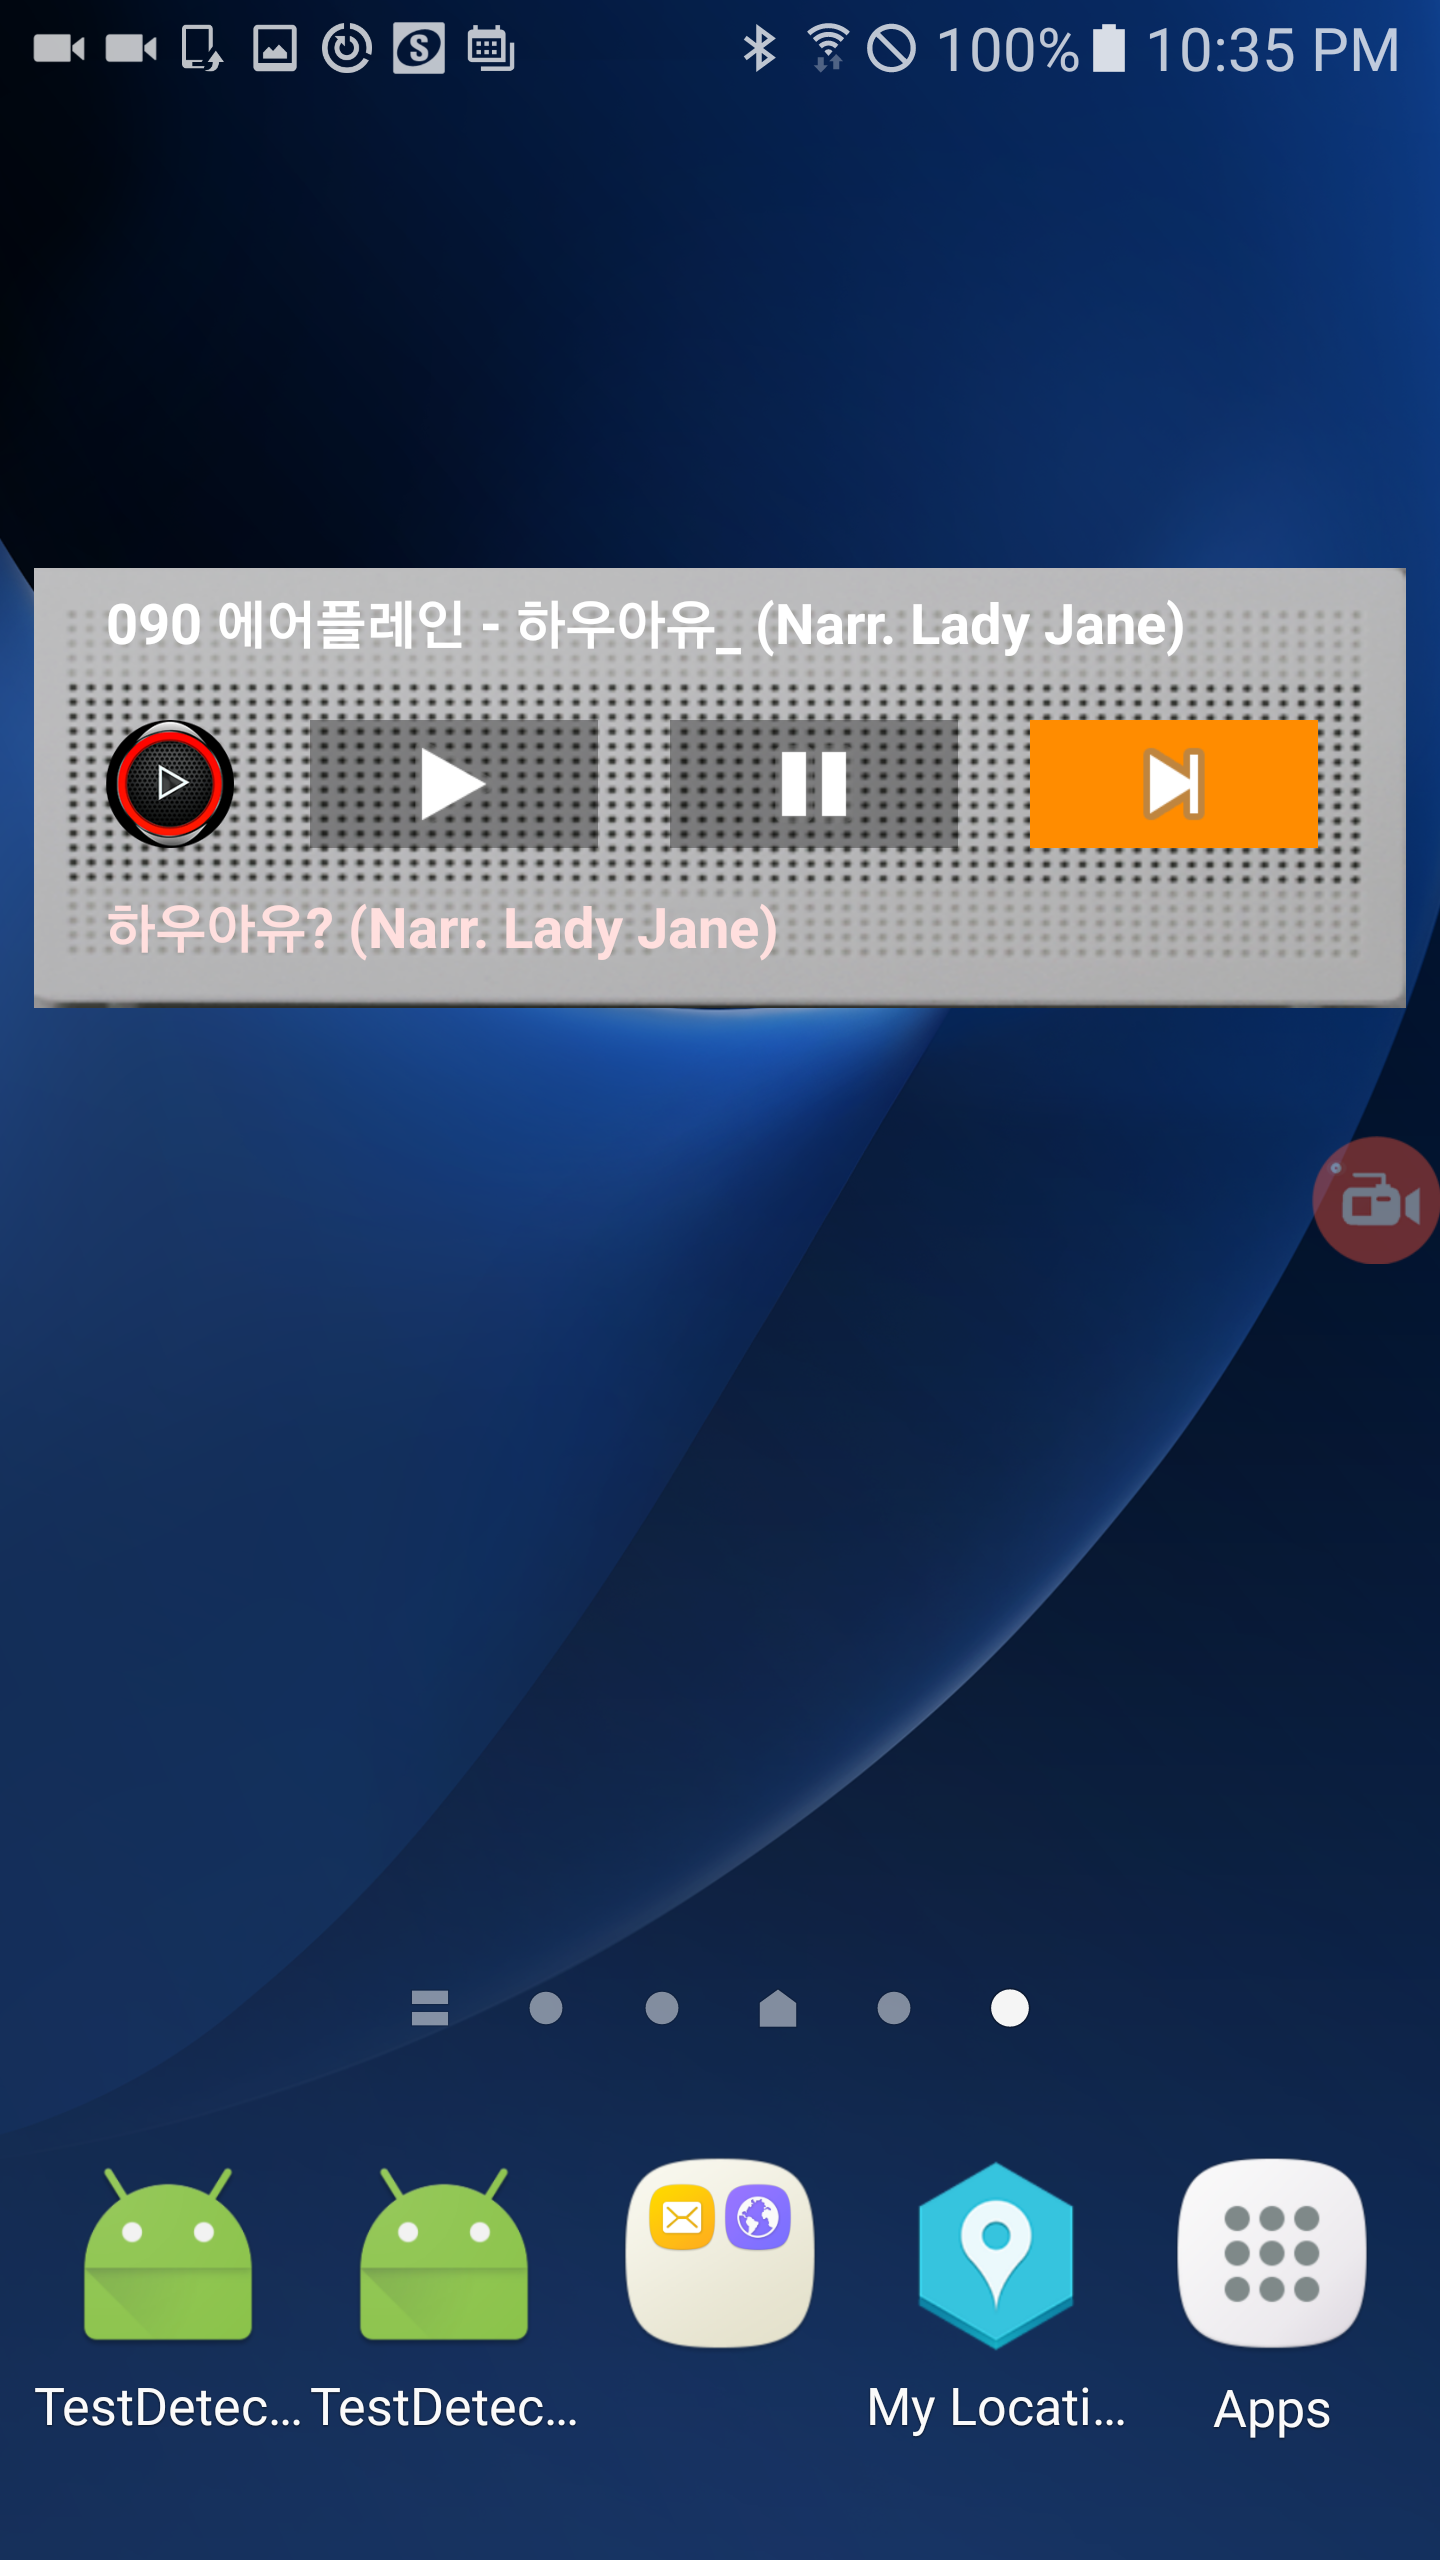 100% 10:35 PM
090 에어플레인 - 하우아유_ (Narr. Lady Jane)
하우아유? (Narr. Lady Jane)
TestDetec... TestDetec... My Locati... Apps